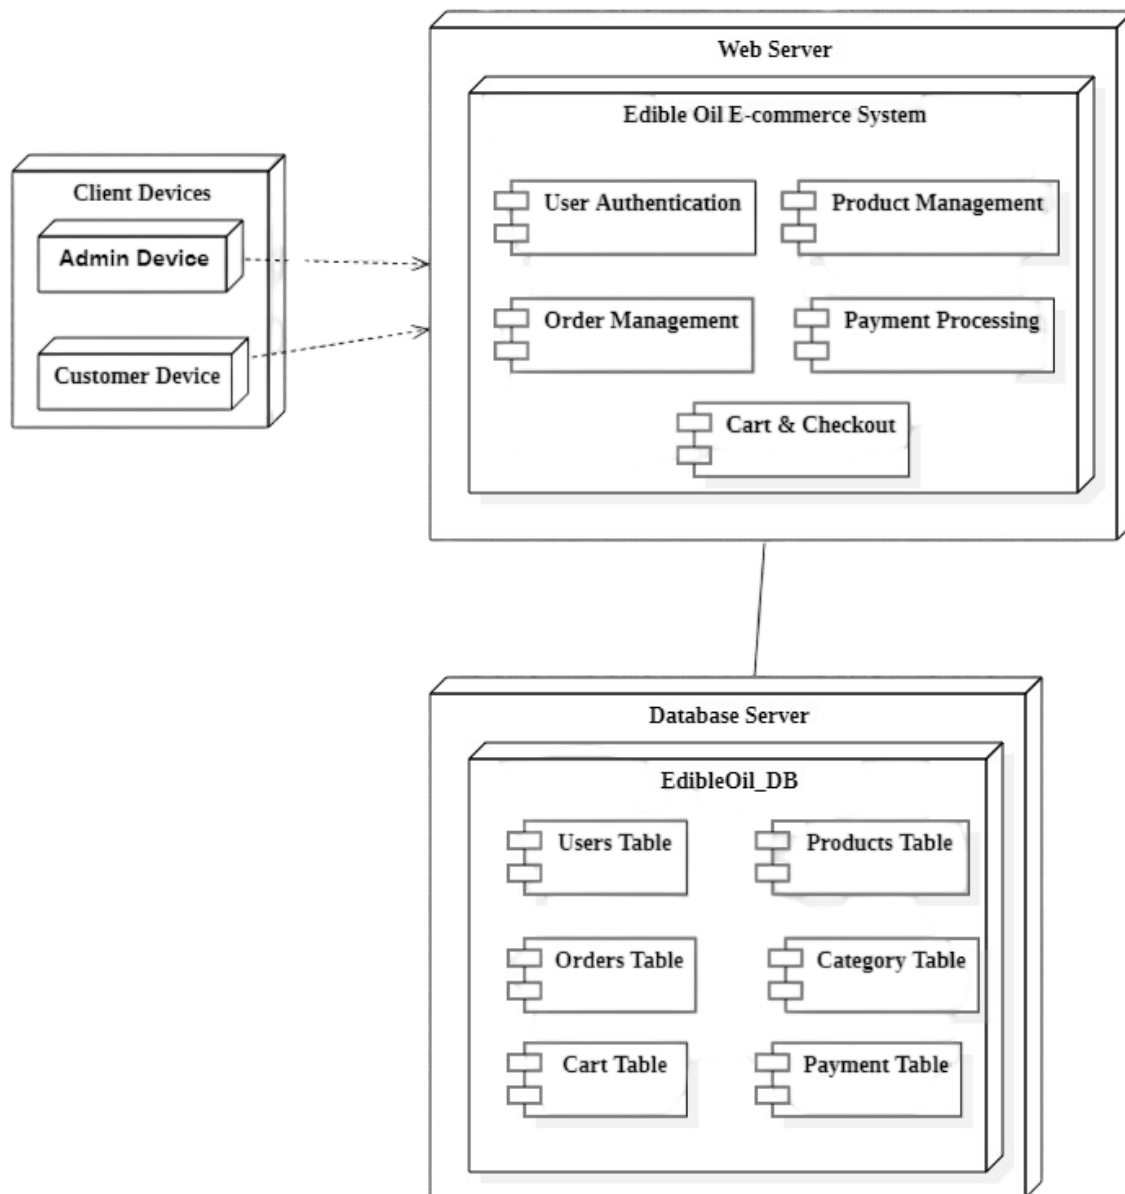 Web Server
Edible Oil E-commerce System
Client Devices
Admin Device
Customer Device
User Authentication
Product Management
Order Management
Payment Processing
Cart & Checkout
Database Server
EdibleOil_DB
Users Table
Products Table
Orders Table
Category Table
Cart Table
Payment Table